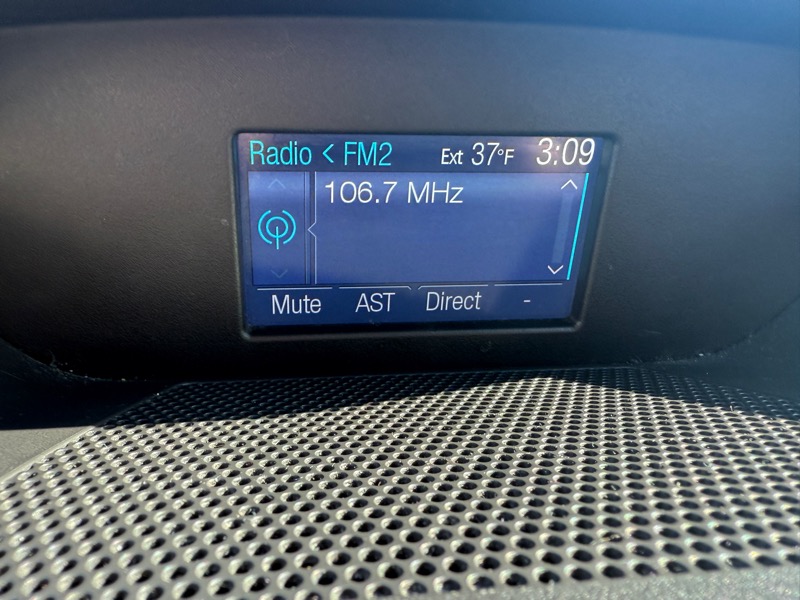 Radio < FM2 Ext 37°F 3:09
106.7 MHz
Mute AST Direct -